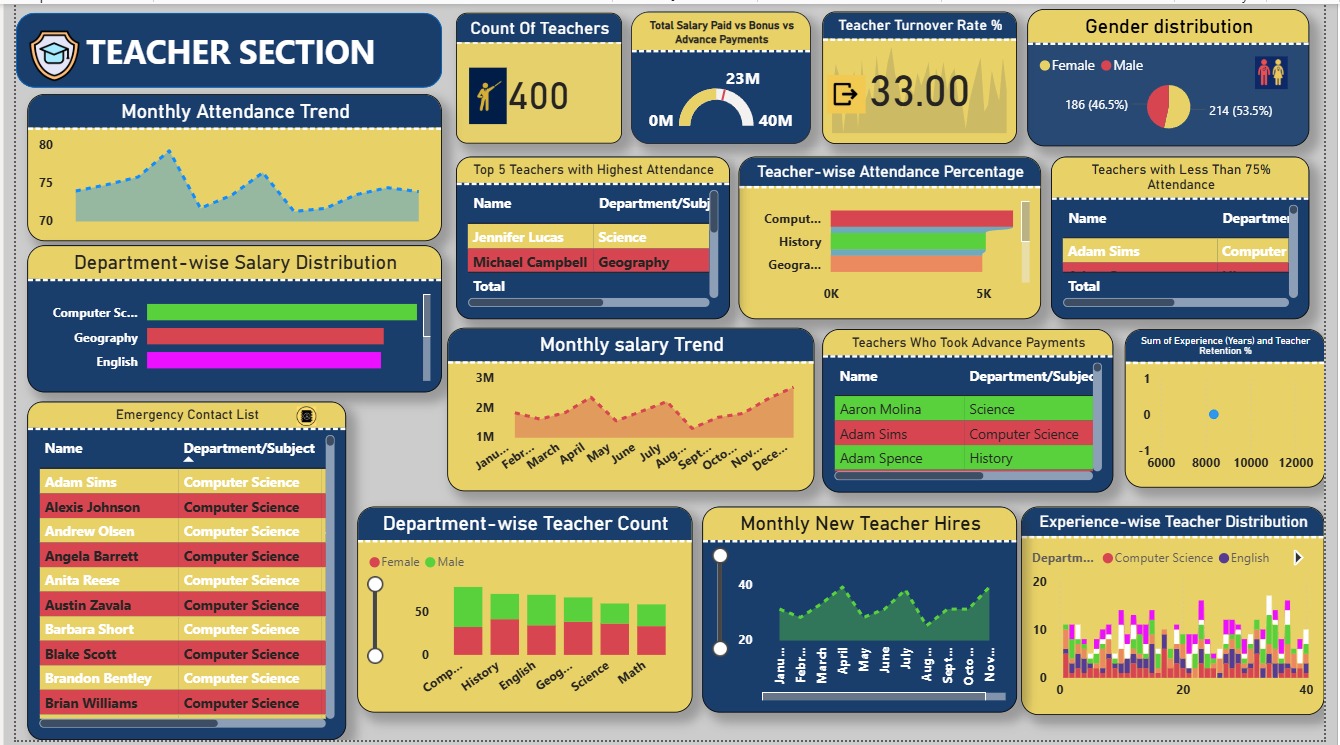 TEACHER SECTION
Count Of Teachers
400
Total Salary Paid vs Bonus vs
Advance Payments
23M
0M
40M
Teacher Turnover Rate %
33.00
Gender distribution
Female Male
186 (46.5%)
214 (53.5%)
Monthly Attendance Trend
80
75
70
Top 5 Teachers with Highest Attendance
Name Department/Subj
Jennifer Lucas Science
Michael Campbell Geography
Total
Teacher-wise Attendance Percentage
Comput...
History
Geogra...
0K 5K
Teachers with Less Than 75%
Attendance
Name Departmen
Adam Sims Computer
Total
Department-wise Salary Distribution
Computer Sc...
Geography
English
Monthly salary Trend
3M
2M
1M
Janu... Febr... March April May June July Aug... Sept... Octo... Nov... Dece...
Teachers Who Took Advance Payments
Name Department/Subjec
Aaron Molina Science
Adam Sims Computer Science
Adam Spence History
Sum of Experience (Years) and Teacher
Retention %
1
0
-1
6000 8000 10000 12000
Emergency Contact List
Name Department/Subject
Adam Sims Computer Science
Alexis Johnson Computer Science
Andrew Olsen Computer Science
Angela Barrett Computer Science
Anita Reese Computer Science
Austin Zavala Computer Science
Barbara Short Computer Science
Blake Scott Computer Science
Brandon Bentley Computer Science
Brian Williams Computer Science
Department-wise Teacher Count
Female Male
50
0
Comp... History English Geog... Science Math
Monthly New Teacher Hires
40
20
Janu... Febr... March April May June July Aug... Sept... Octo... Nov...
Experience-wise Teacher Distribution
Departm... Computer Science English
20
10
0
0 20 40